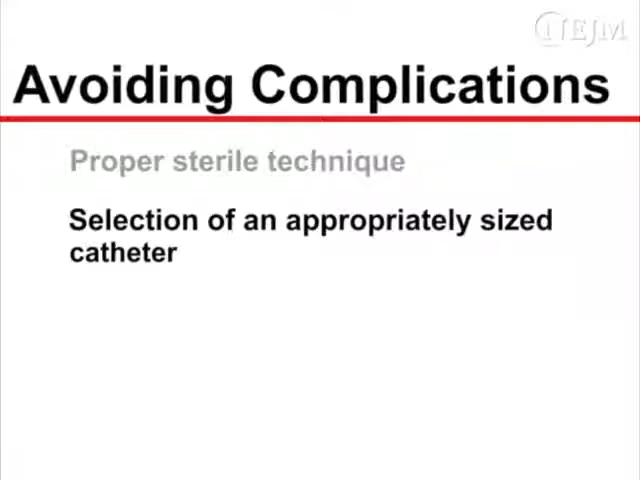 NEJM
Avoiding Complications
Proper sterile technique
Selection of an appropriately sized
catheter